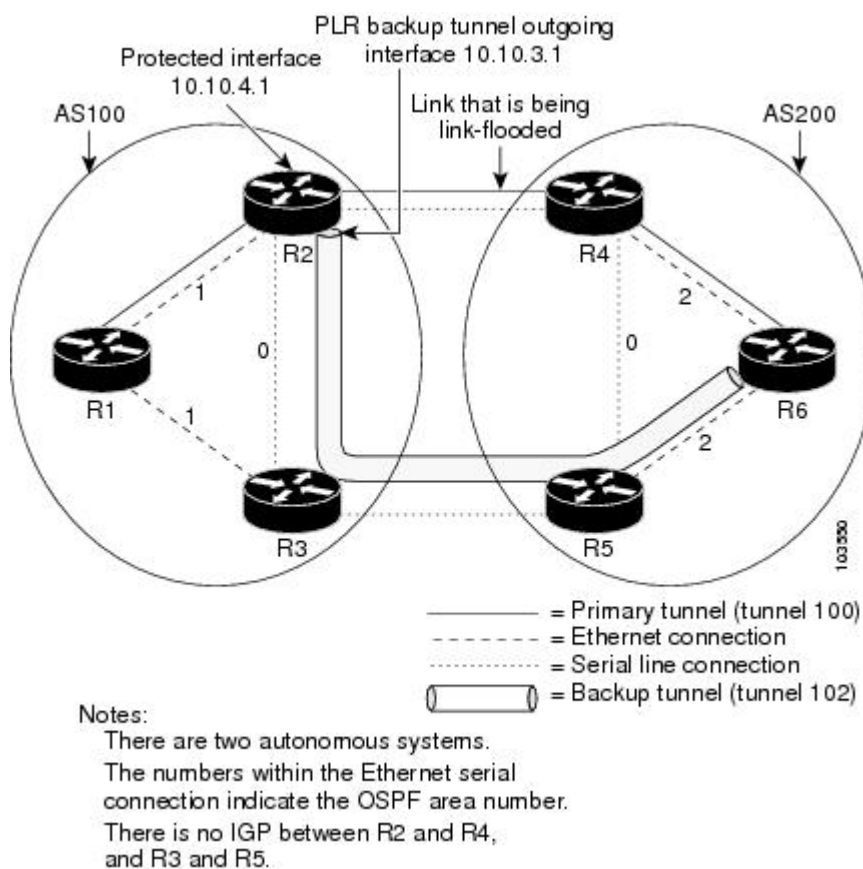 PLR backup tunnel outgoing
interface 10.10.3.1
Protected interface
10.10.4.1
Link that is being
link-flooded
AS100
AS200
R2
R4
1
2
0
0
R1
R6
1
2
R3
R5
103550
= Primary tunnel (tunnel 100)
= Ethernet connection
= Serial line connection
= Backup tunnel (tunnel 102)
Notes:
There are two autonomous systems.
The numbers within the Ethernet serial
connection indicate the OSPF area number.
There is no IGP between R2 and R4,
and R3 and R5.